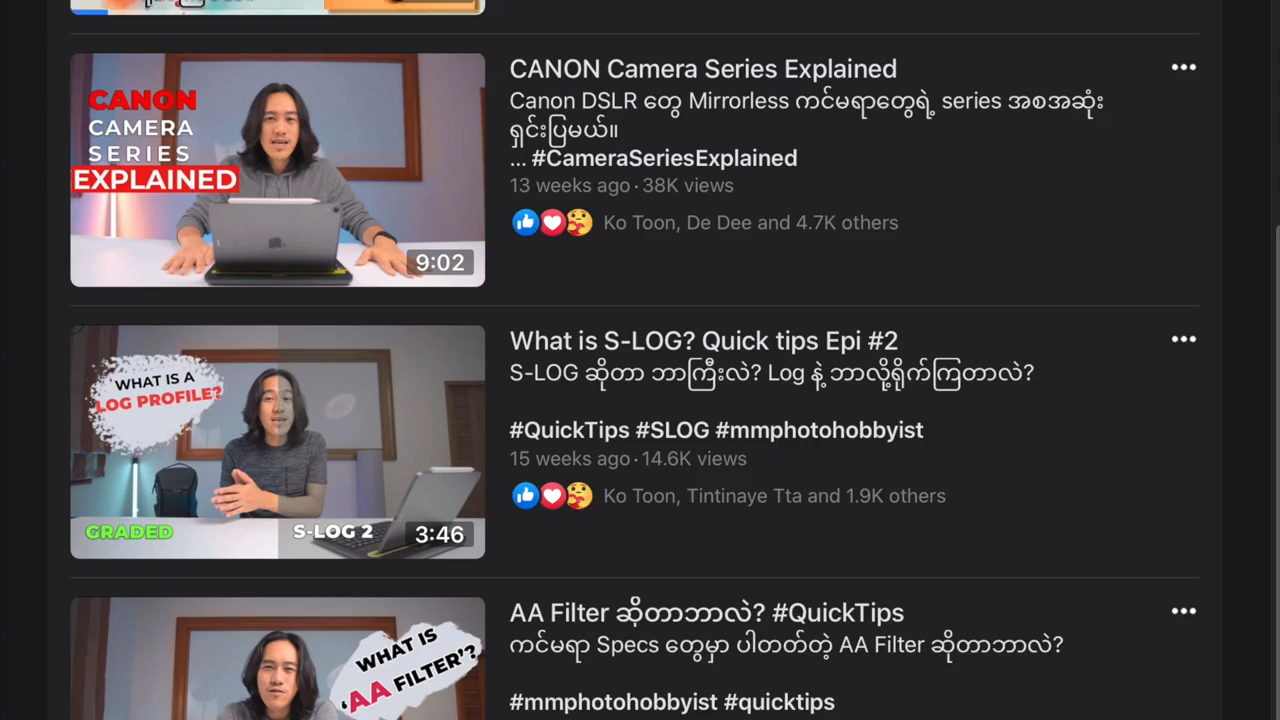 CANON
CAMERA
SERIES
EXPLAINED
9:02
CANON Camera Series Explained
Canon DSLR တွေ Mirrorless ကင်မရာတွေရဲ့ series အစအဆုံး
ရှင်းပြမယ်။
... #CameraSeriesExplained
13 weeks ago · 38K views
Ko Toon, De Dee and 4.7K others
WHAT IS A
LOG PROFILE?
GRADED
S-LOG 2
3:46
What is S-LOG? Quick tips Epi #2
S-LOG ဆိုတာ ဘာကြီးလဲ? Log နဲ့ ဘာလို့ရိုက်ကြတာလဲ?
#QuickTips #SLOG #mmphotohobbyist
15 weeks ago · 14.6K views
Ko Toon, Tintinaye Tta and 1.9K others
WHAT IS
'AA FILTER'?
AA Filter ဆိုတာဘာလဲ? #QuickTips
ကင်မရာ Specs တွေမှာ ပါတတ်တဲ့ AA Filter ဆိုတာဘာလဲ?
#mmphotohobbyist #quicktips